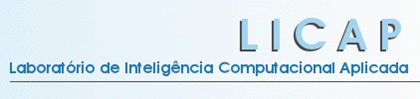 LICAP
Laboratório de Inteligência Computacional Aplicada